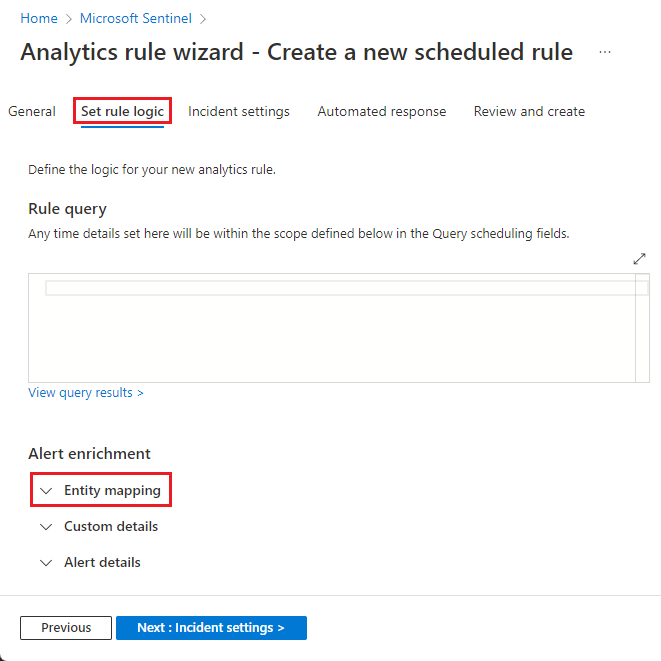 Home > Microsoft Sentinel >
Analytics rule wizard - Create a new scheduled rule ...
General Set rule logic Incident settings Automated response Review and create
Define the logic for your new analytics rule.
Rule query
Any time details set here will be within the scope defined below in the Query scheduling fields.
View query results >
Alert enrichment
Entity mapping
Custom details
Alert details
Previous Next : Incident settings >